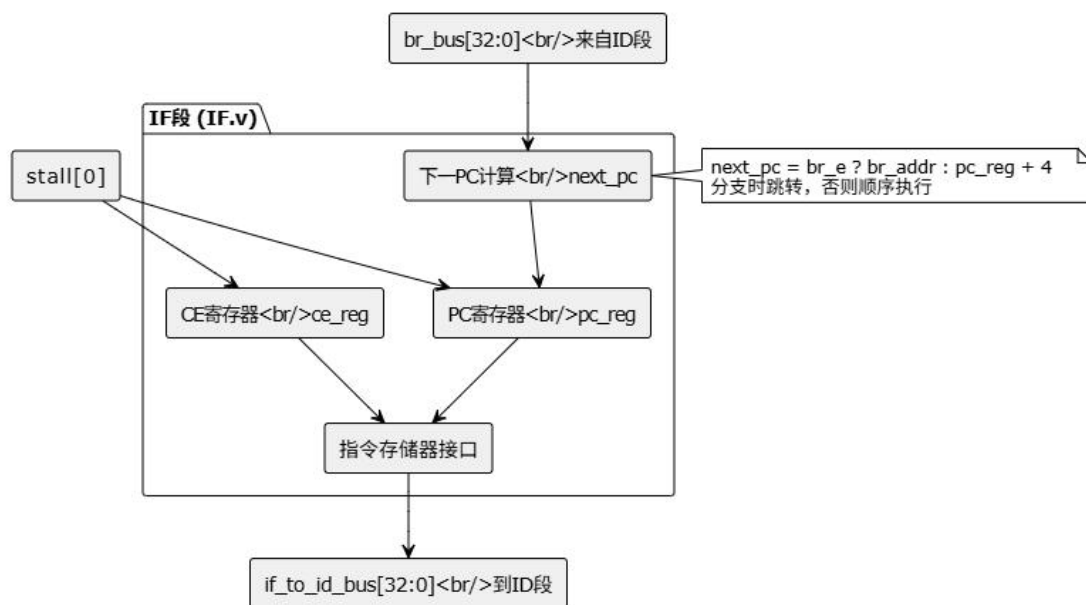 br_bus[32:0]<br/>来自ID段
IF段 (IF.v)
stall[0]
下一PC计算<br/>next_pc
next_pc = br_e ? br_addr : pc_reg + 4
分支时跳转，否则顺序执行
CE寄存器<br/>ce_reg
PC寄存器<br/>pc_reg
指令存储器接口
if_to_id_bus[32:0]<br/>到ID段